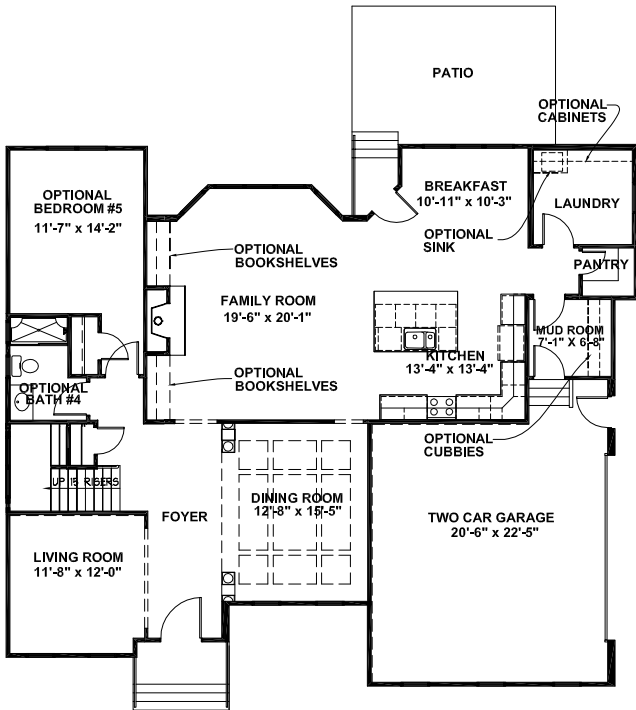 PATIO
OPTIONAL
CABINETS
OPTIONAL
BEDROOM #5
11'-7" x 14'-2"
BREAKFAST
10'-11" x 10'-3"
LAUNDRY
OPTIONAL
SINK
OPTIONAL
BOOKSHELVES
PANTRY
FAMILY ROOM
19'-6" x 20'-1"
MUD ROOM
7'-1" X 6'-8"
KITCHEN
13'-4" x 13'-4"
OPTIONAL
BATH #4
OPTIONAL
BOOKSHELVES
OPTIONAL
CUBBIES
UP 15 RISERS
DINING ROOM
12'-8" x 15'-5"
FOYER
TWO CAR GARAGE
20'-6" x 22'-5"
LIVING ROOM
11'-8" x 12'-0"